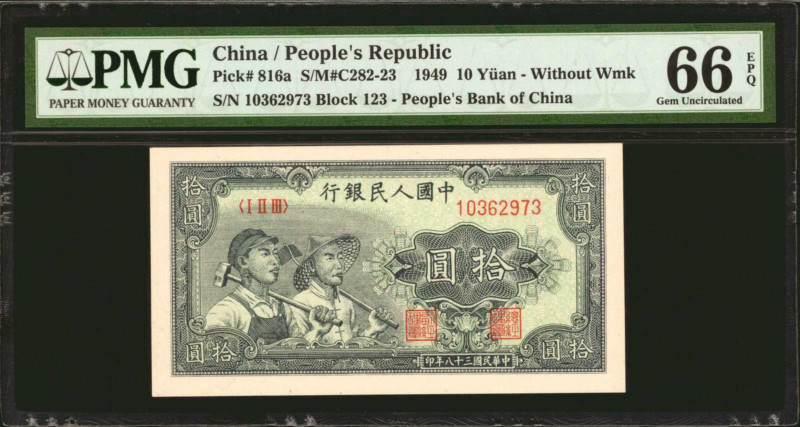 PMG
PAPER MONEY GUARANTY
China / People's Republic
Pick# 816a S/M#C282-23 1949 10 Yüan - Without Wmk
S/N 10362973 Block 123 - People's Bank of China
66 EPQ
Gem Uncirculated
行銀民人國中
〈I II III〉
10362973
拾圓
拾圓
圓拾
圓
拾
印年八十三國民華中